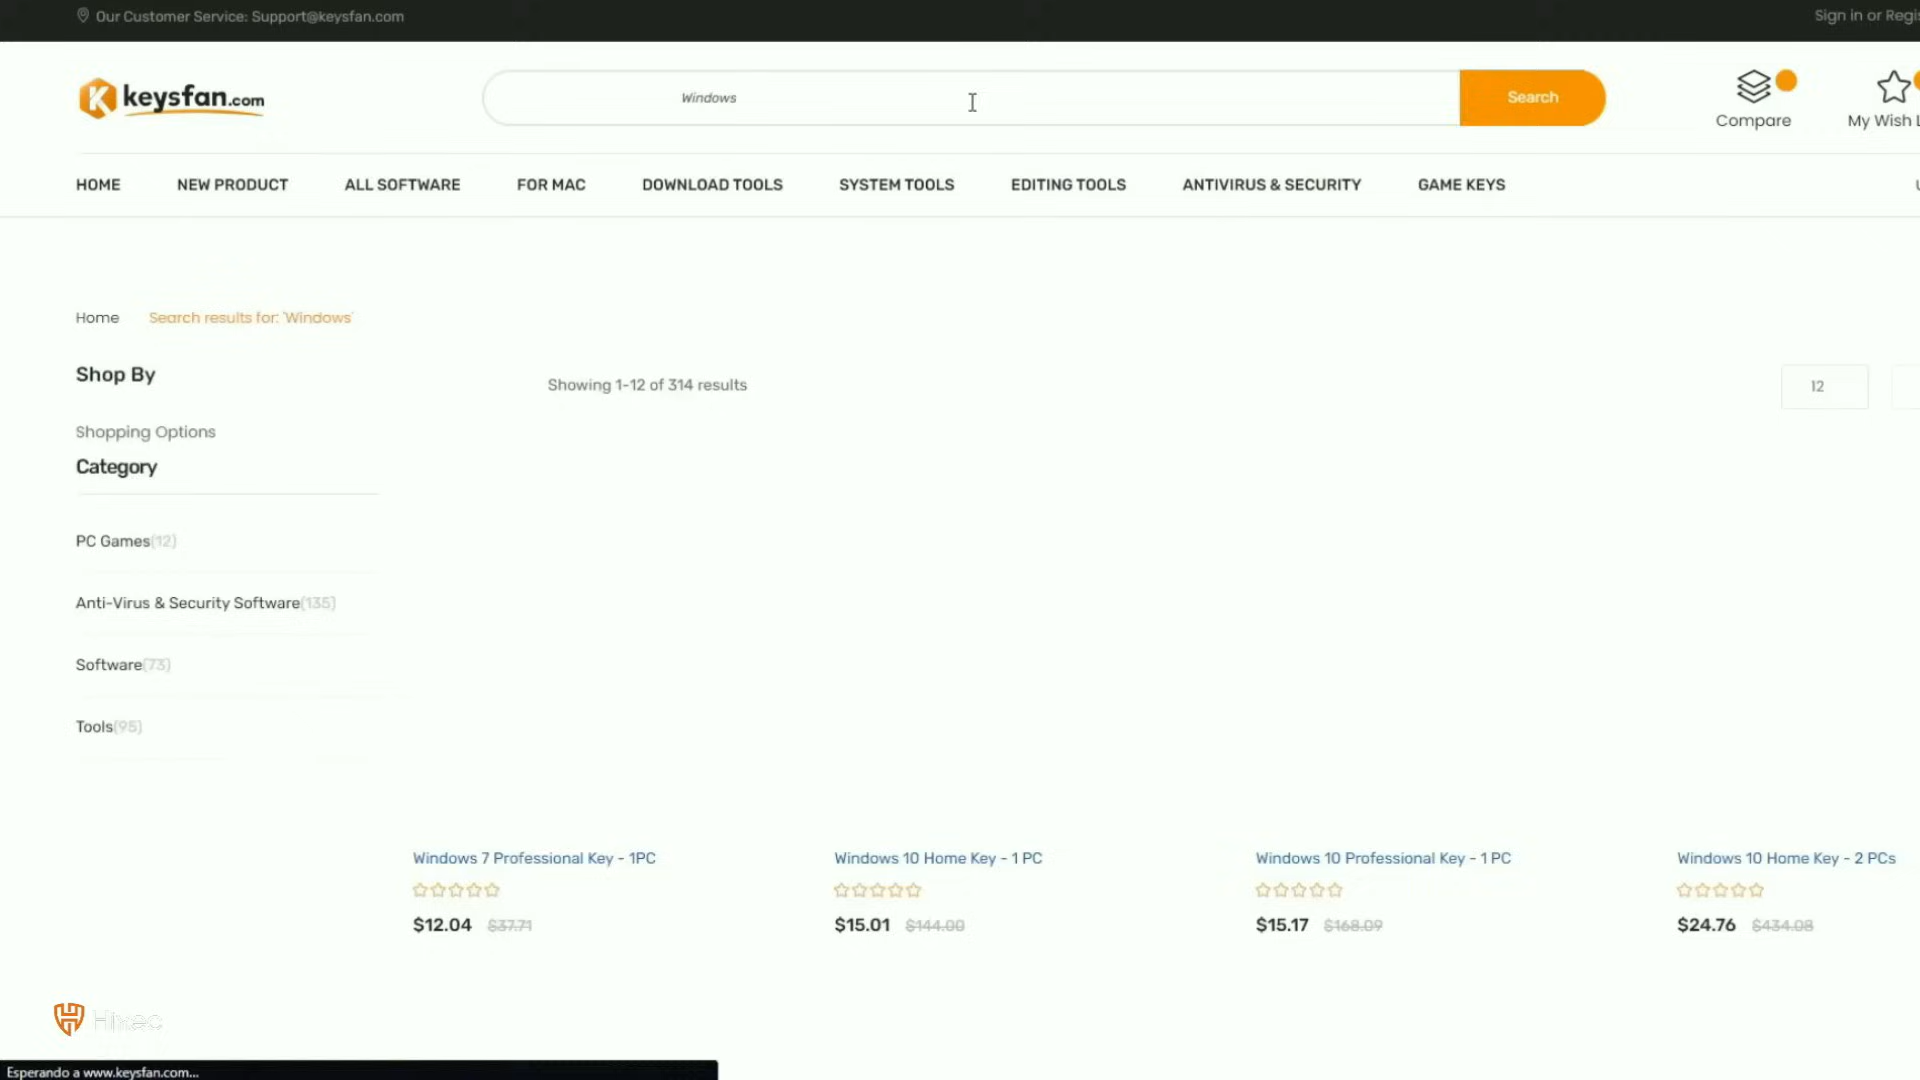 Our Customer Service: Support@keysfan.com
Sign in or Regis
keysfan.com
Windows
Search
Compare
My Wish L
HOME NEW PRODUCT ALL SOFTWARE FOR MAC DOWNLOAD TOOLS SYSTEM TOOLS EDITING TOOLS ANTIVIRUS & SECURITY GAME KEYS
Home Search results for: 'Windows'
Shop By
Showing 1-12 of 314 results
12
Shopping Options
Category
PC Games(12)
Anti-Virus & Security Software(135)
Software(73)
Tools(95)
Windows 7 Professional Key - 1PC
$12.04 $37.71
Windows 10 Home Key - 1 PC
$15.01 $144.00
Windows 10 Professional Key - 1 PC
$15.17 $168.09
Windows 10 Home Key - 2 PCs
$24.76 $434.08
Esperando a www.keysfan.com...